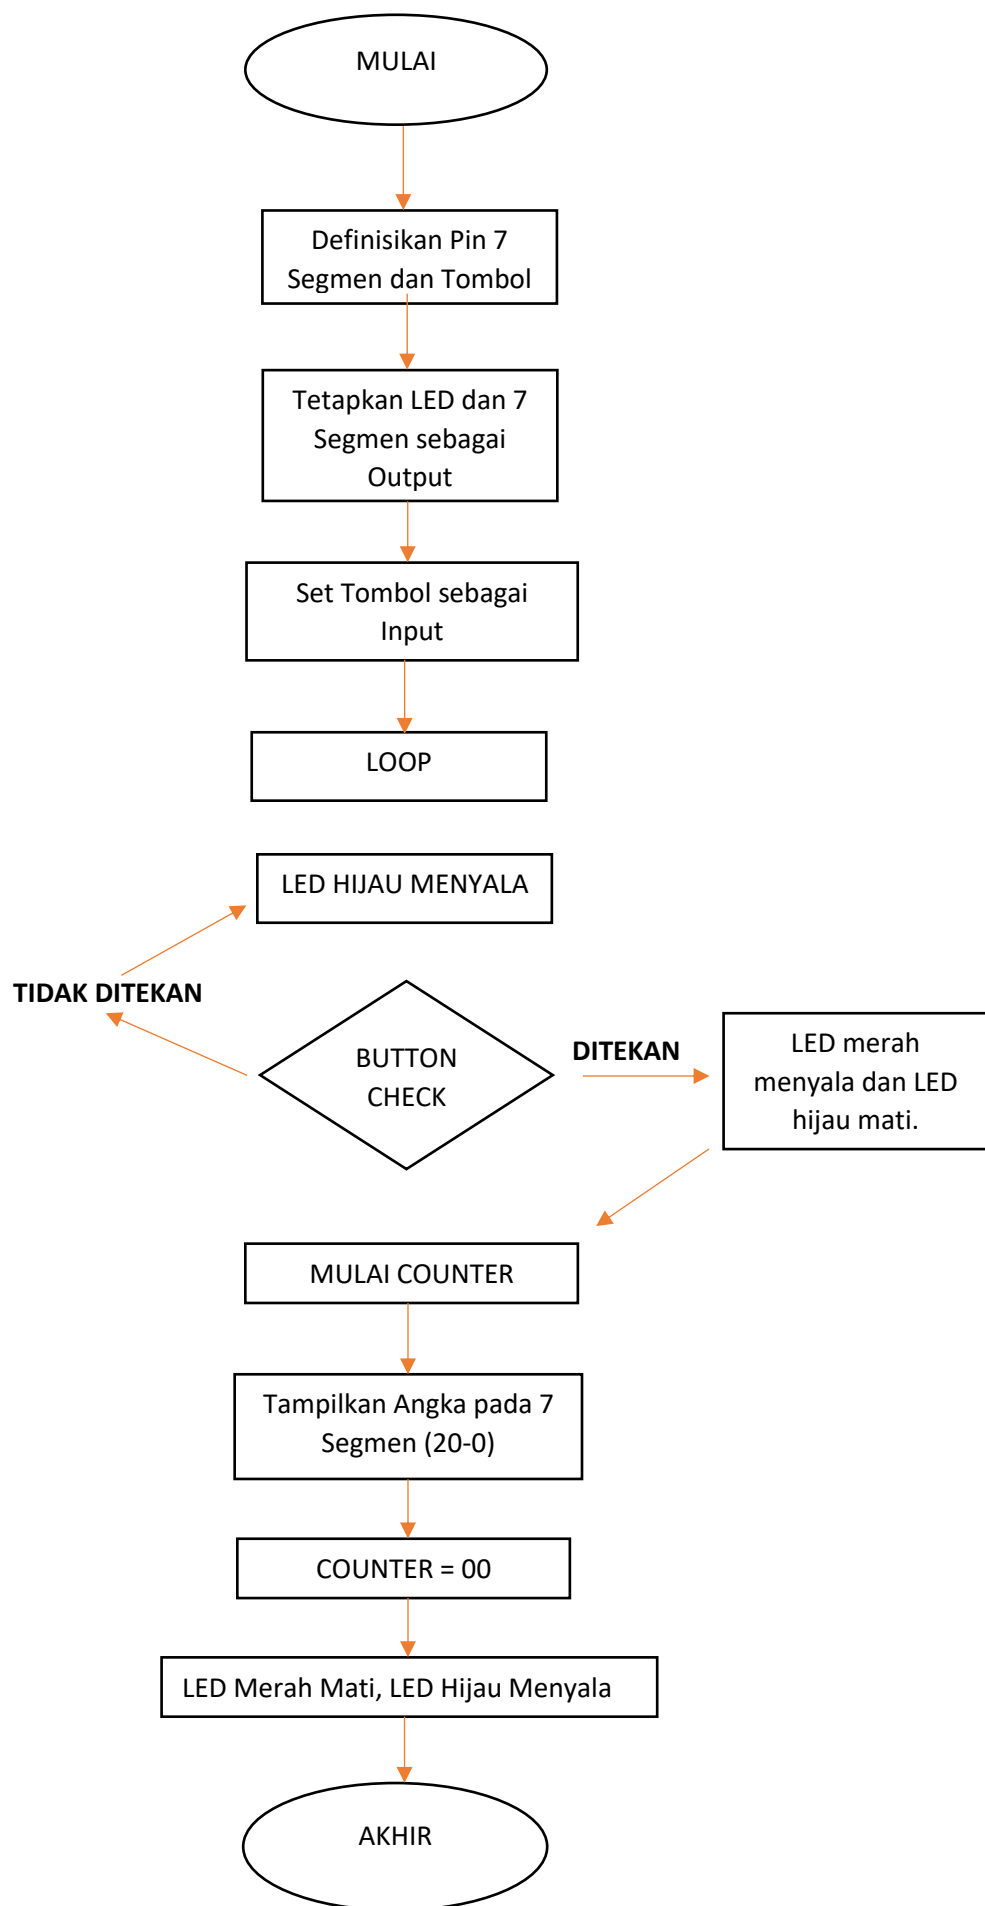 MULAI
Definisikan Pin 7
Segmen dan Tombol
Tetapkan LED dan 7
Segmen sebagai
Output
Set Tombol sebagai
Input
LOOP
LED HIJAU MENYALA
TIDAK DITEKAN
BUTTON
CHECK
DITEKAN
LED merah
menyala dan LED
hijau mati.
MULAI COUNTER
Tampilkan Angka pada 7
Segmen (20-0)
COUNTER = 00
LED Merah Mati, LED Hijau Menyala
AKHIR